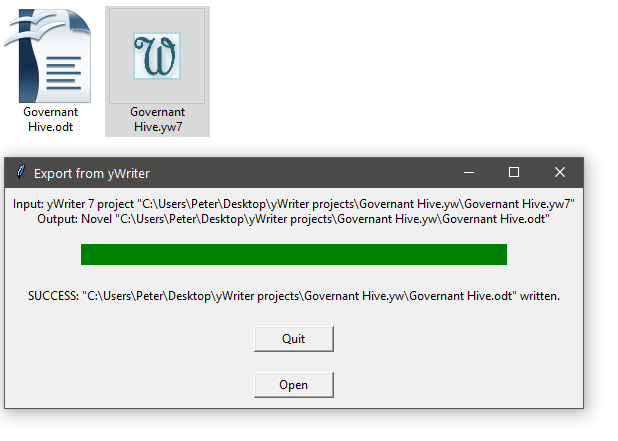 Governant
Hive.odt
Governant
Hive.yw7
Export from yWriter
Input: yWriter 7 project "C:\Users\Peter\Desktop\yWriter projects\Governant Hive.yw\Governant Hive.yw7"
Output: Novel "C:\Users\Peter\Desktop\yWriter projects\Governant Hive.yw\Governant Hive.odt"
SUCCESS: "C:\Users\Peter\Desktop\yWriter projects\Governant Hive.yw\Governant Hive.odt" written.
Quit
Open